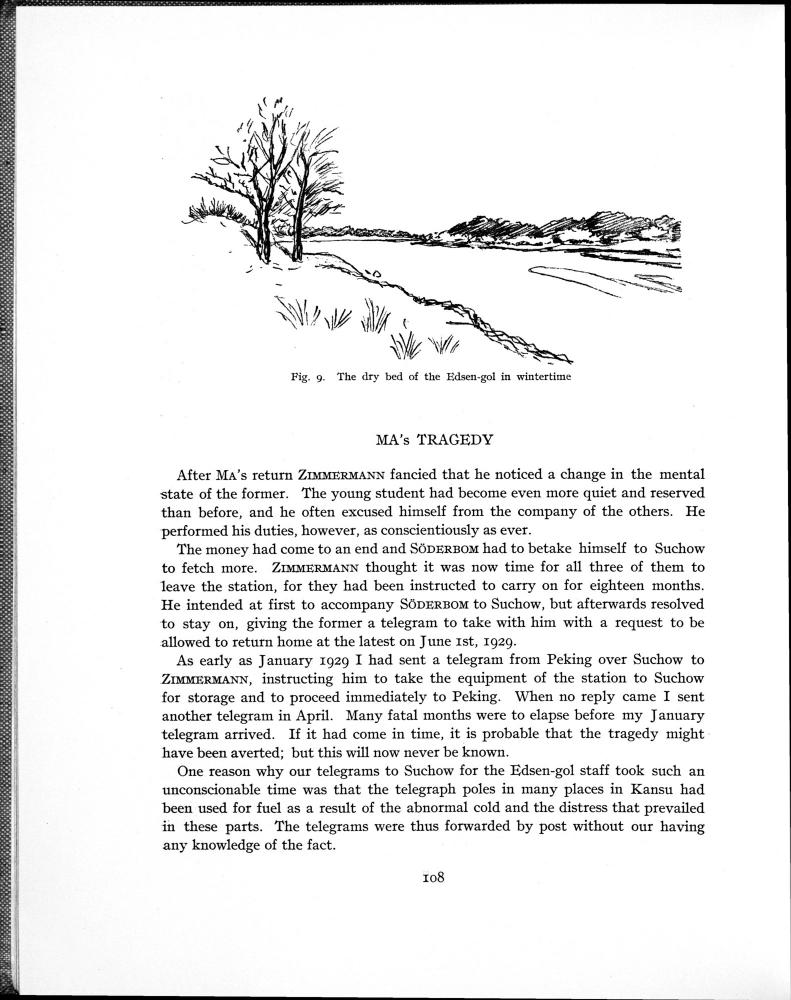 Fig. 9. The dry bed of the Edsen-gol in wintertime
MA's TRAGEDY
After MA's return ZIMMERMANN fancied that he noticed a change in the mental
state of the former. The young student had become even more quiet and reserved
than before, and he often excused himself from the company of the others. He
performed his duties, however, as conscientiously as ever.
The money had come to an end and SÖDERBOM had to betake himself to Suchow
to fetch more. ZIMMERMANN thought it was now time for all three of them to
leave the station, for they had been instructed to carry on for eighteen months.
He intended at first to accompany SÖDERBOM to Suchow, but afterwards resolved
to stay on, giving the former a telegram to take with him with a request to be
allowed to return home at the latest on June 1st, 1929.
As early as January 1929 I had sent a telegram from Peking over Suchow to
ZIMMERMANN, instructing him to take the equipment of the station to Suchow
for storage and to proceed immediately to Peking. When no reply came I sent
another telegram in April. Many fatal months were to elapse before my January
telegram arrived. If it had come in time, it is probable that the tragedy might
have been averted; but this will now never be known.
One reason why our telegrams to Suchow for the Edsen-gol staff took such an
unconscionable time was that the telegraph poles in many places in Kansu had
been used for fuel as a result of the abnormal cold and the distress that prevailed
in these parts. The telegrams were thus forwarded by post without our having
any knowledge of the fact.
108